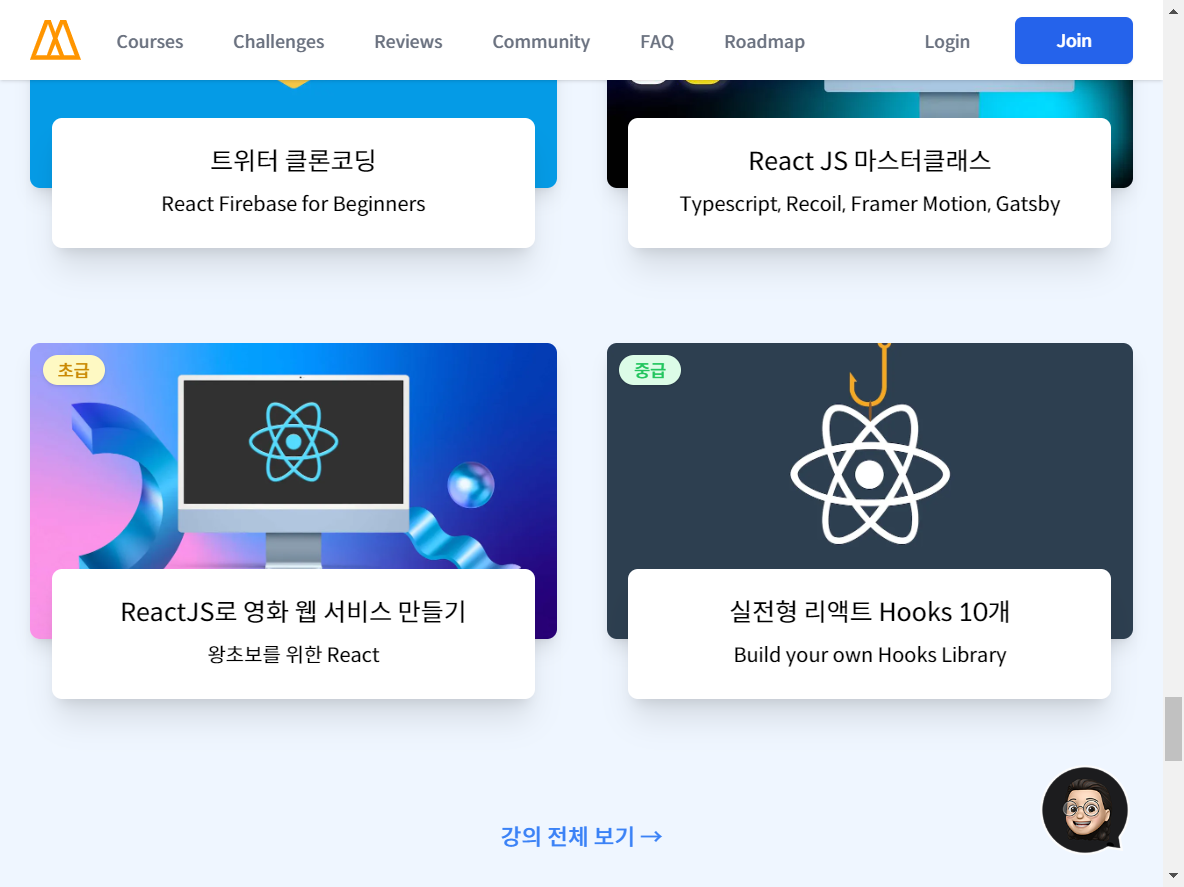 Courses Challenges Reviews Community FAQ Roadmap Login Join
트위터 클론코딩
React Firebase for Beginners
React JS 마스터클래스
Typescript, Recoil, Framer Motion, Gatsby
초급
ReactJS로 영화 웹 서비스 만들기
왕초보를 위한 React
중급
실전형 리액트 Hooks 10개
Build your own Hooks Library
강의 전체 보기 →